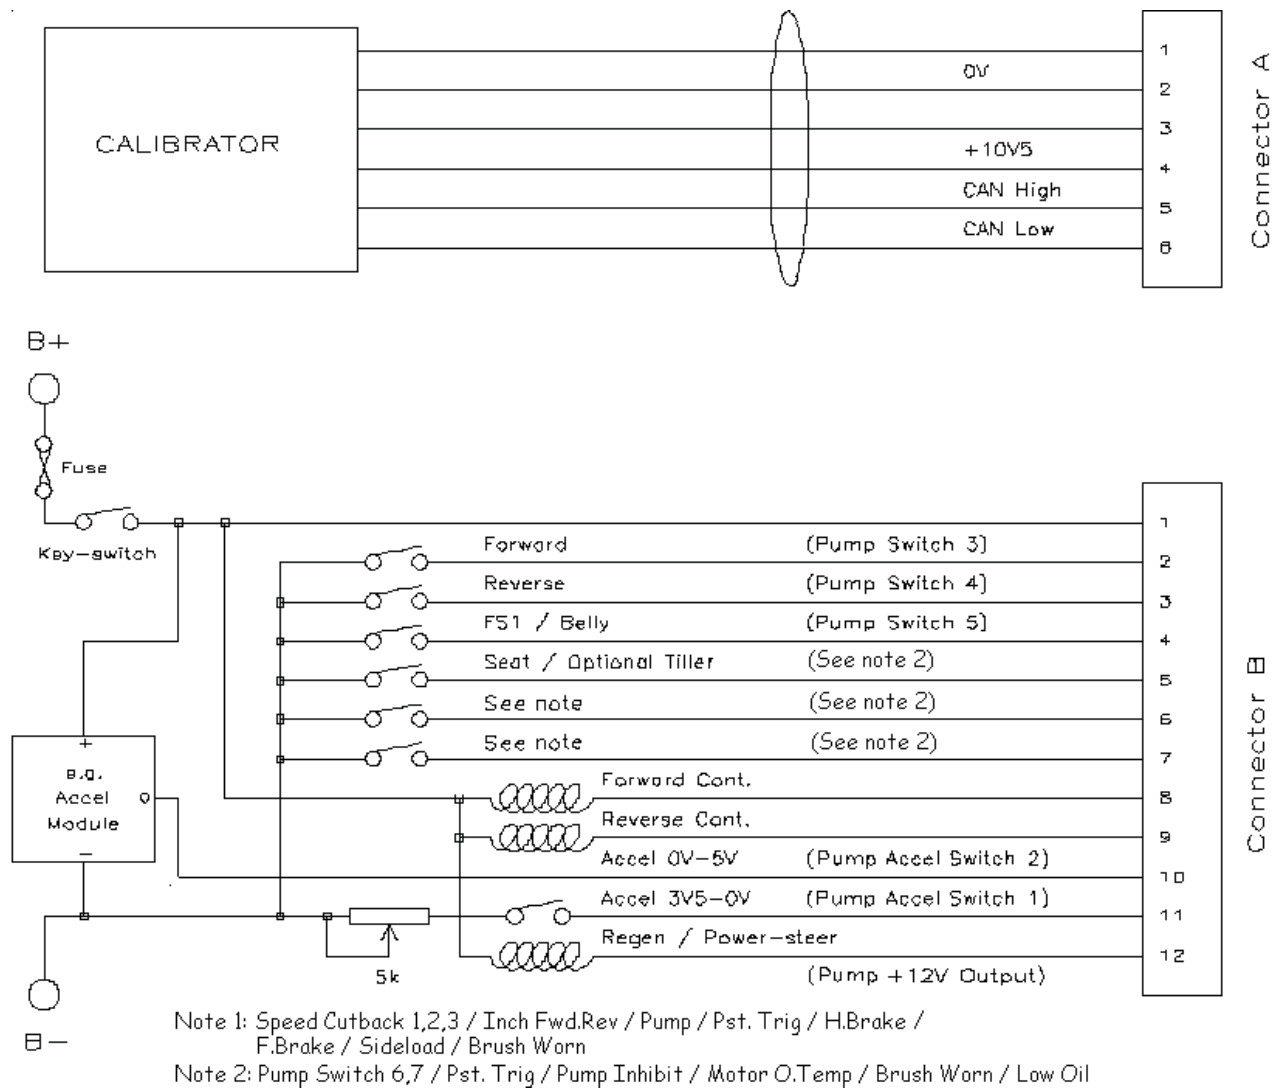 CALIBRATOR
1
0V
2
3
+10V5
4
CAN High
5
CAN Low
6
Connector A
B+
Fuse
Key-switch
1
Forward (Pump Switch 3)
2
Reverse (Pump Switch 4)
3
FS1 / Belly (Pump Switch 5)
4
Seat / Optional Tiller (See note 2)
5
See note (See note 2)
6
See note (See note 2)
7
Forward Cont.
8
Reverse Cont.
9
Accel 0V-5V (Pump Accel Switch 2)
10
Accel 3V5-0V (Pump Accel Switch 1)
11
Regen / Power-steer
12
(Pump +12V Output)
Connector B
+
e.g.
Accel
Module
-
5k
B-
Note 1: Speed Cutback 1,2,3 / Inch Fwd.Rev / Pump / Pst. Trig / H.Brake /
F.Brake / Sideload / Brush Worn
Note 2: Pump Switch 6,7 / Pst. Trig / Pump Inhibit / Motor O.Temp / Brush Worn / Low Oil